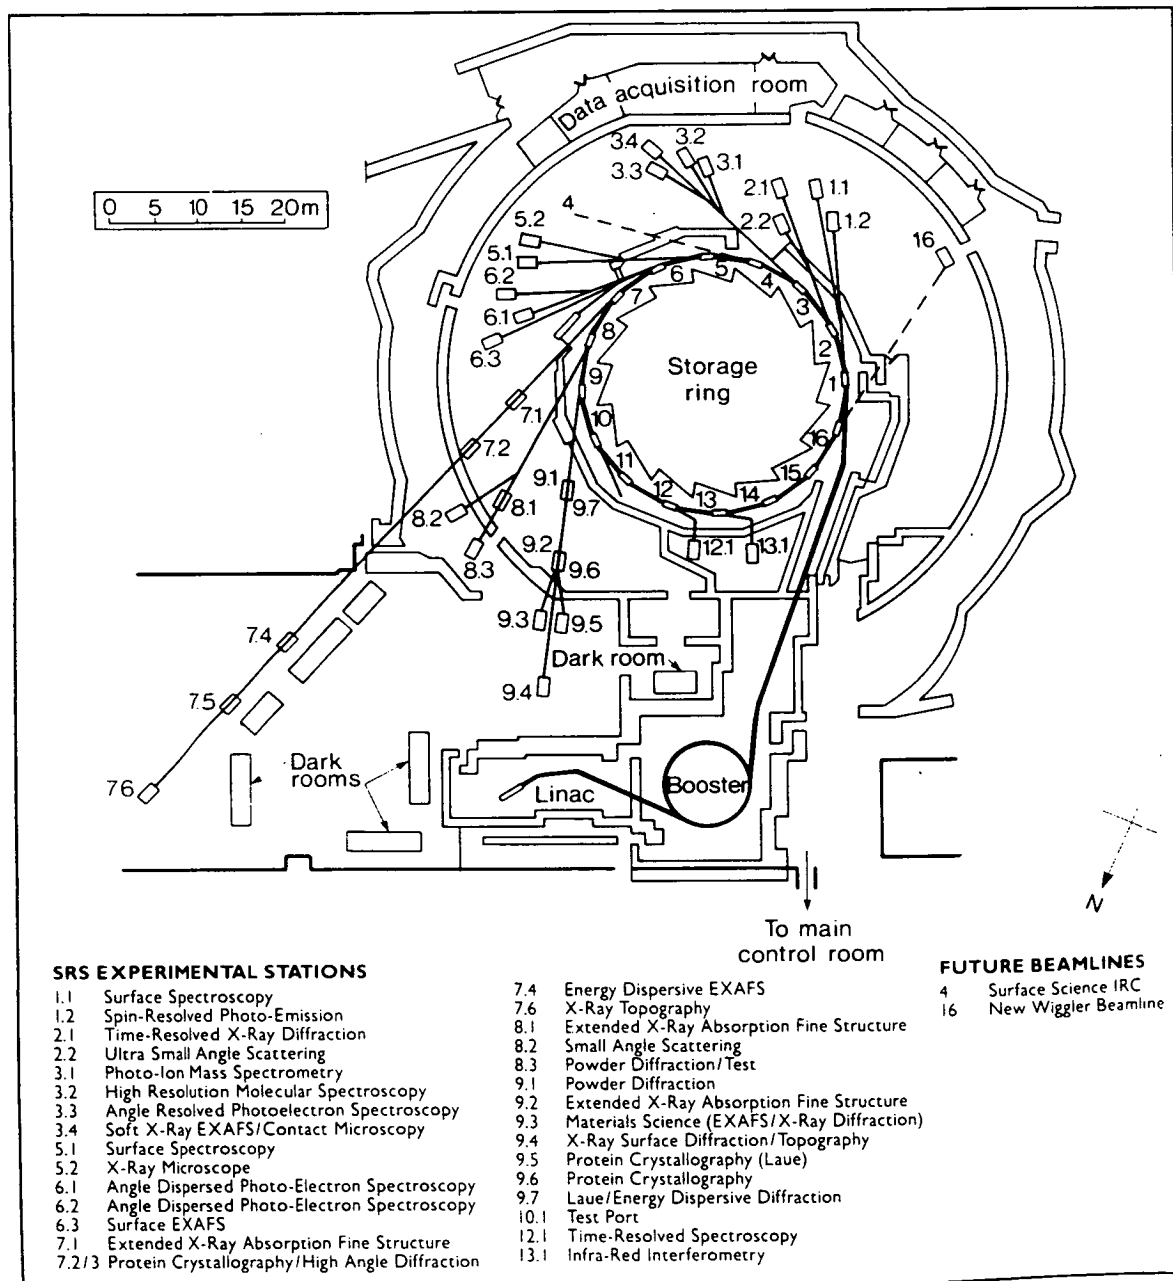 Data acquisition room
0 5 10 15 20m
3.4
3.2
3.3
3.1
2.1
1.1
2.2
1.2
4
5.2
5.1
6.2
6.1
6.3
16
5
4
6
3
7
2
8
1
9
Storage
ring
10
16
11
15
12
13
14
7.1
7.2
8.2
8.1
8.3
9.1
9.7
9.2
9.6
9.3
9.5
9.4
12.1
13.1
Dark room
7.4
7.5
7.6
Dark
rooms
Linac
Booster
N
To main
control room
SRS EXPERIMENTAL STATIONS
1.1 Surface Spectroscopy
1.2 Spin-Resolved Photo-Emission
2.1 Time-Resolved X-Ray Diffraction
2.2 Ultra Small Angle Scattering
3.1 Photo-Ion Mass Spectrometry
3.2 High Resolution Molecular Spectroscopy
3.3 Angle Resolved Photoelectron Spectroscopy
3.4 Soft X-Ray EXAFS/Contact Microscopy
5.1 Surface Spectroscopy
5.2 X-Ray Microscope
6.1 Angle Dispersed Photo-Electron Spectroscopy
6.2 Angle Dispersed Photo-Electron Spectroscopy
6.3 Surface EXAFS
7.1 Extended X-Ray Absorption Fine Structure
7.2/3 Protein Crystallography/High Angle Diffraction
7.4 Energy Dispersive EXAFS
7.6 X-Ray Topography
8.1 Extended X-Ray Absorption Fine Structure
8.2 Small Angle Scattering
8.3 Powder Diffraction/Test
9.1 Powder Diffraction
9.2 Extended X-Ray Absorption Fine Structure
9.3 Materials Science (EXAFS/X-Ray Diffraction)
9.4 X-Ray Surface Diffraction/Topography
9.5 Protein Crystallography (Laue)
9.6 Protein Crystallography
9.7 Laue/Energy Dispersive Diffraction
10.1 Test Port
12.1 Time-Resolved Spectroscopy
13.1 Infra-Red Interferometry
FUTURE BEAMLINES
4 Surface Science IRC
16 New Wiggler Beamline